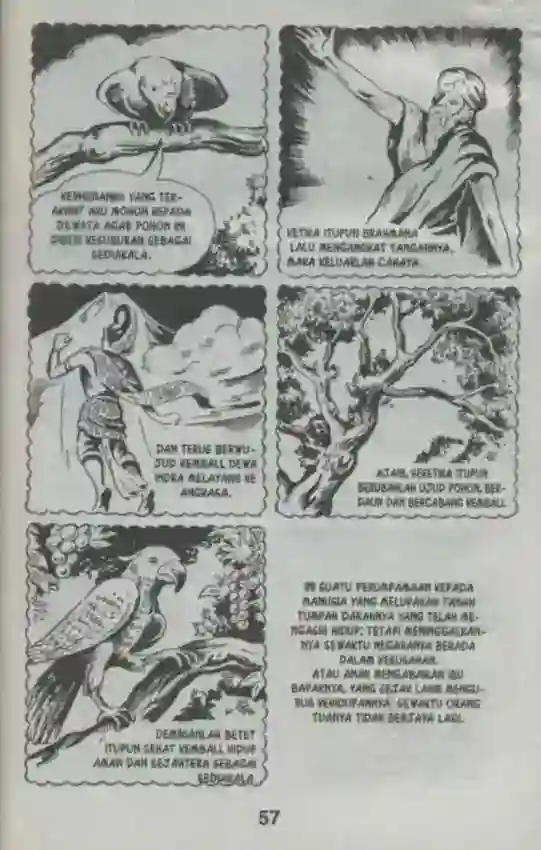 KEINGINANKU YANG TER-
AKHIR? AKU MOHON KEPADA
DEWATA AGAR POHON INI
DIBERI KESUBURAN SEBAGAI
SEDIAKALA.
KETIKA ITUPUN BRAHMANA
LALU MENGANGKAT TANGANNYA,
MAKA KELUARLAH CAHAYA
DAN TERUS BERWU-
JUD KEMBALI, DEWA
INDRA MELAYANG KE
ANGKASA.
AJAIB, SEKETIKA ITUPUN
BERUBAHLAH UJUD POHON, BER-
DAUN DAN BERCABANG KEMBALI.
DEMIKIANLAH BETET
ITUPUN SEHAT KEMBALI, HIDUP
AMAN DAN SEJAHTERA SEBAGAI
SEDIAKALA.
INI SUATU PERUMPAMAAN KEPADA
MANUSIA YANG MELUPAKAN TANAH
TUMPAH DARAHNYA YANG TELAH ME-
NGASIH HIDUP; TETAPI MENINGGALKAN-
NYA SEWAKTU NEGARANYA BERADA
DALAM KESUSAHAN.
ATAU ANAK MENGABAIKAN IBU
BAPAKNYA, YANG SEJAK LAHIR MENGU-
RUS KEHIDUPANNYA SEWAKTU ORANG
TUANYA TIDAK BERJAYA LAGI.
57